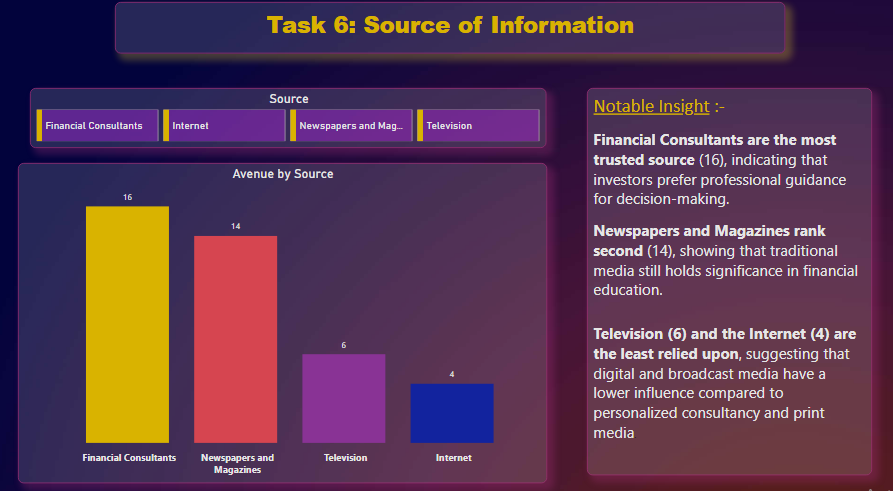 Task 6: Source of Information
Source
Financial Consultants
Internet
Newspapers and Mag...
Television
Avenue by Source
16
14
6
4
Financial Consultants
Newspapers and
Magazines
Television
Internet
Notable Insight :-
Financial Consultants are the most
trusted source (16), indicating that
investors prefer professional guidance
for decision-making.
Newspapers and Magazines rank
second (14), showing that traditional
media still holds significance in financial
education.
Television (6) and the Internet (4) are
the least relied upon, suggesting that
digital and broadcast media have a
lower influence compared to
personalized consultancy and print
media